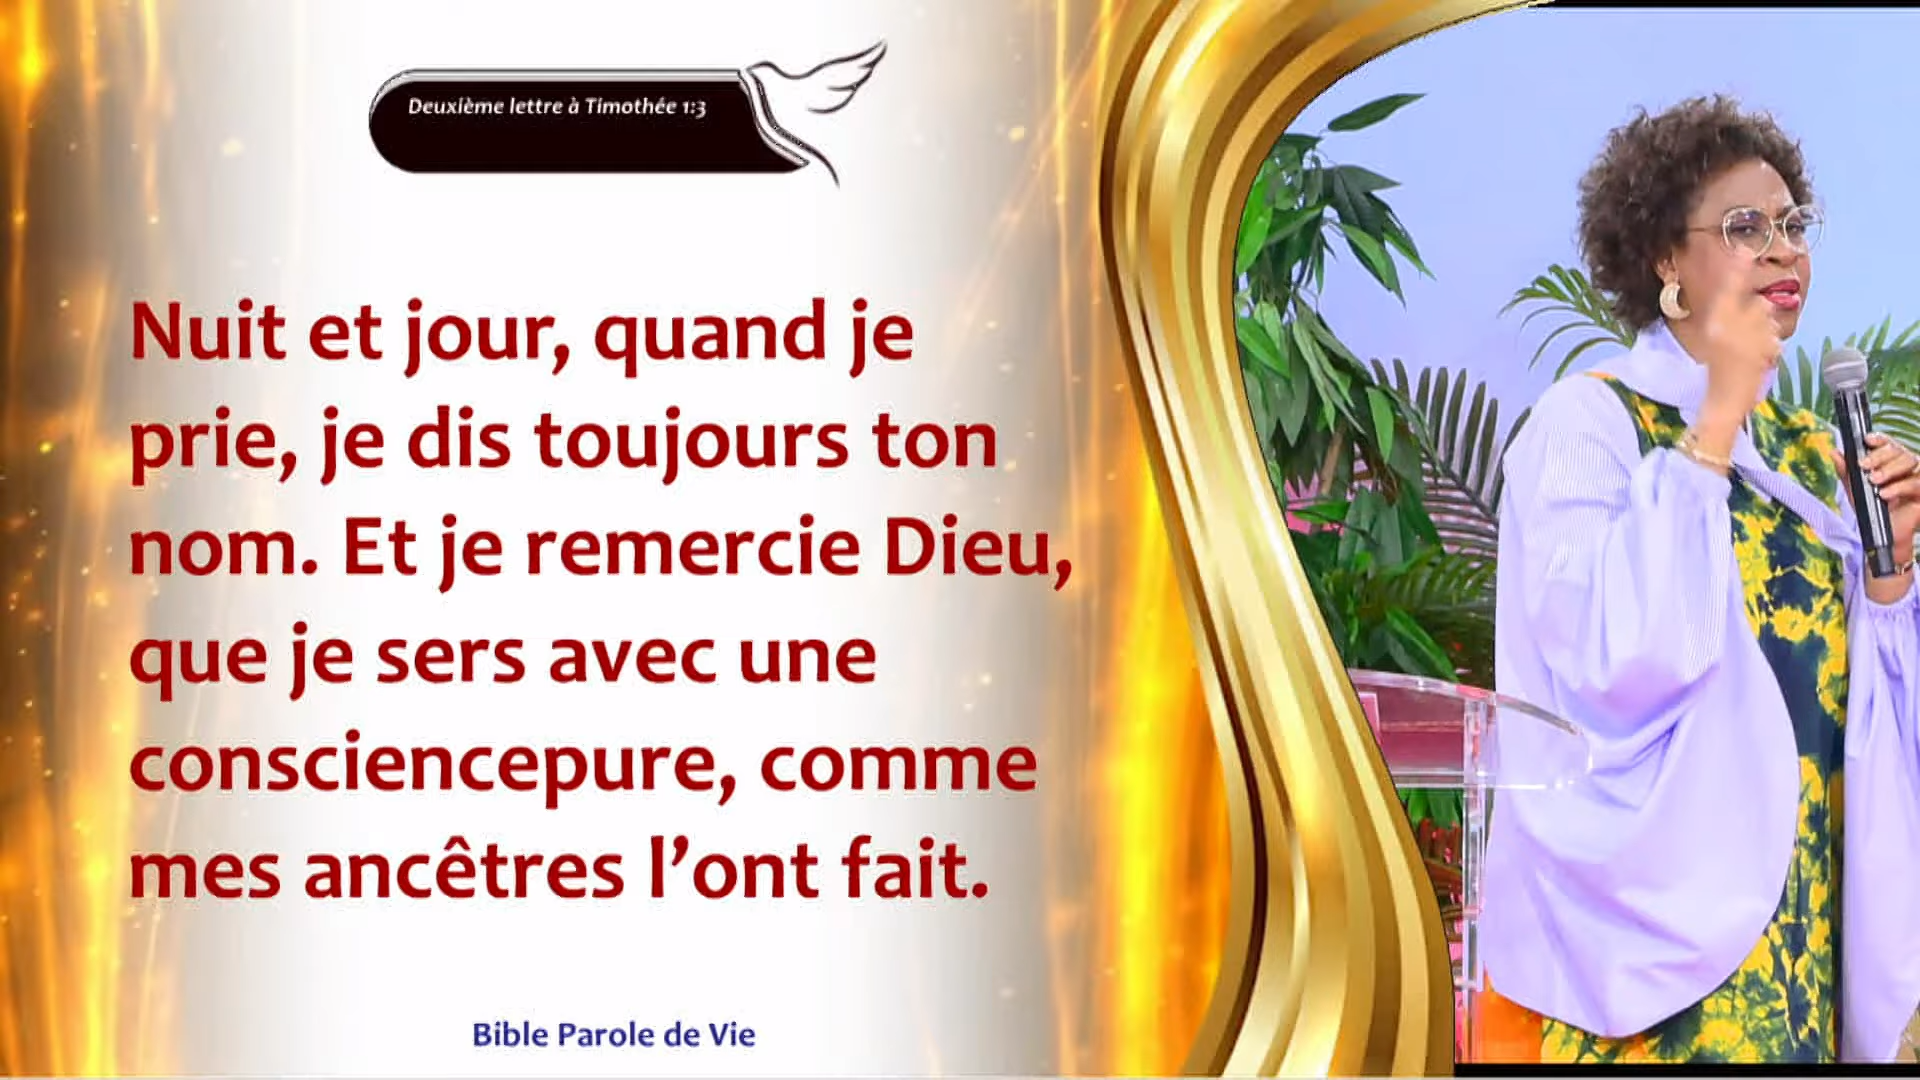 Deuxième lettre à Timothée 1:3
Nuit et jour, quand je
prie, je dis toujours ton
nom. Et je remercie Dieu,
que je sers avec une
consciencepure, comme
mes ancêtres l’ont fait.
Bible Parole de Vie